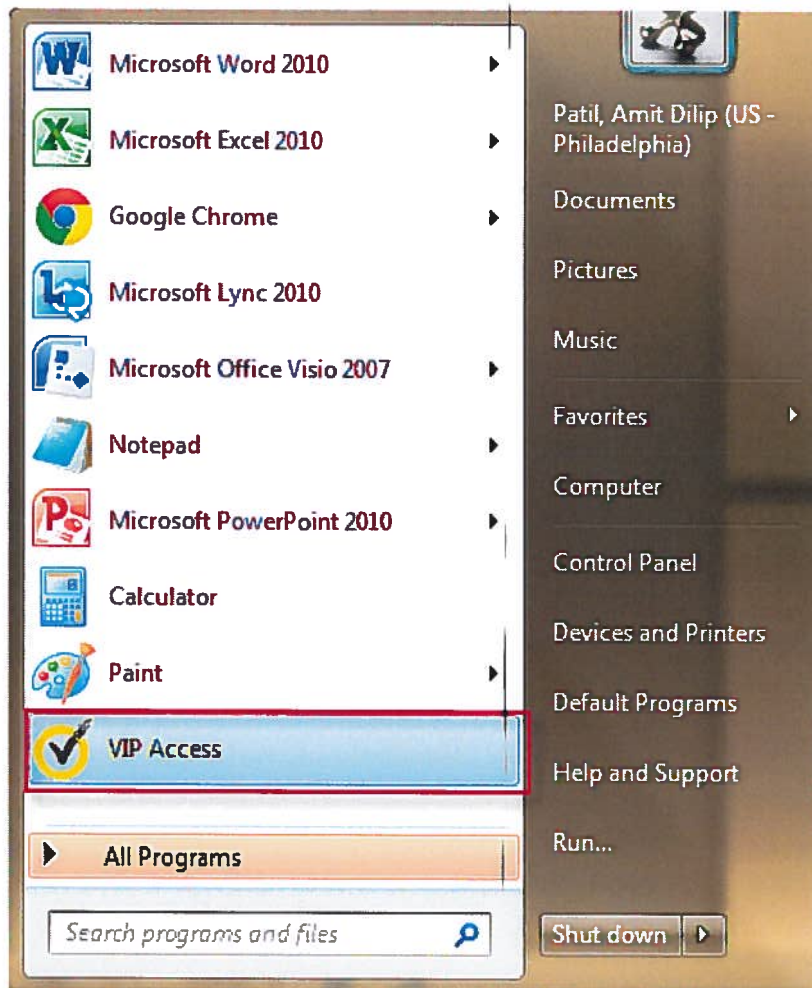 Microsoft Word 2010
Microsoft Excel 2010
Google Chrome
Microsoft Lync 2010
Microsoft Office Visio 2007
Notepad
Microsoft PowerPoint 2010
Calculator
Paint
VIP Access
All Programs
Search programs and files
Patil, Amit Dilip (US -
Philadelphia)
Documents
Pictures
Music
Favorites
Computer
Control Panel
Devices and Printers
Default Programs
Help and Support
Run...
Shut down